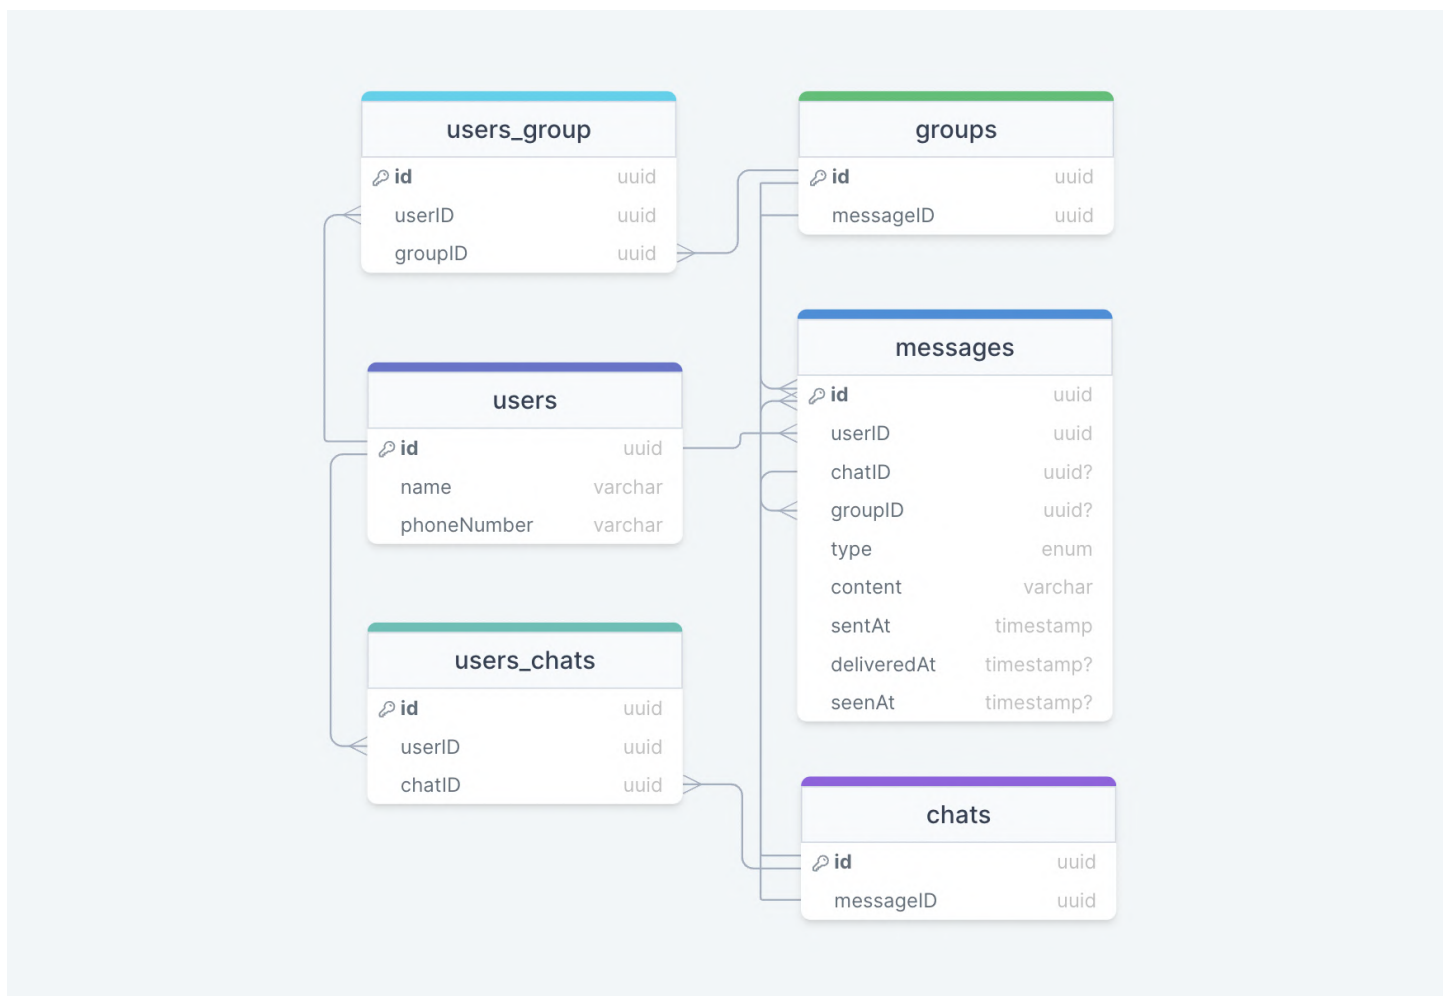 users_group
id uuid
userID uuid
groupID uuid
groups
id uuid
messageID uuid
users
id uuid
name varchar
phoneNumber varchar
messages
id uuid
userID uuid
chatID uuid?
groupID uuid?
type enum
content varchar
sentAt timestamp
deliveredAt timestamp?
seenAt timestamp?
users_chats
id uuid
userID uuid
chatID uuid
chats
id uuid
messageID uuid